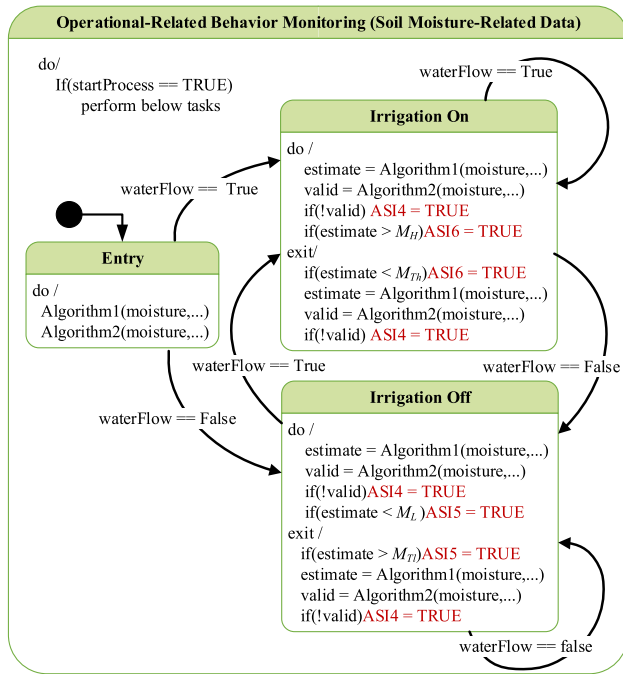 Operational-Related Behavior Monitoring (Soil Moisture-Related Data)
do/
If(startProcess == TRUE)
perform below tasks
waterFlow == True
Irrigation On
do /
estimate = Algorithm1(moisture,...)
valid = Algorithm2(moisture,...)
if(!valid) ASI4 = TRUE
if(estimate > M_H)ASI6 = TRUE
exit/
if(estimate < M_Th)ASI6 = TRUE
estimate = Algorithm1(moisture,...)
valid = Algorithm2(moisture,...)
if(!valid) ASI4 = TRUE
waterFlow == True
Entry
do /
Algorithm1(moisture,...)
Algorithm2(moisture,...)
waterFlow == True
waterFlow == False
waterFlow == False
Irrigation Off
do /
estimate = Algorithm1(moisture,...)
valid = Algorithm2(moisture,...)
if(!valid)ASI4 = TRUE
if(estimate < M_L )ASI5 = TRUE
exit /
if(estimate > M_Tl)ASI5 = TRUE
estimate = Algorithm1(moisture,...)
valid = Algorithm2(moisture,...)
if(!valid)ASI4 = TRUE
waterFlow == false